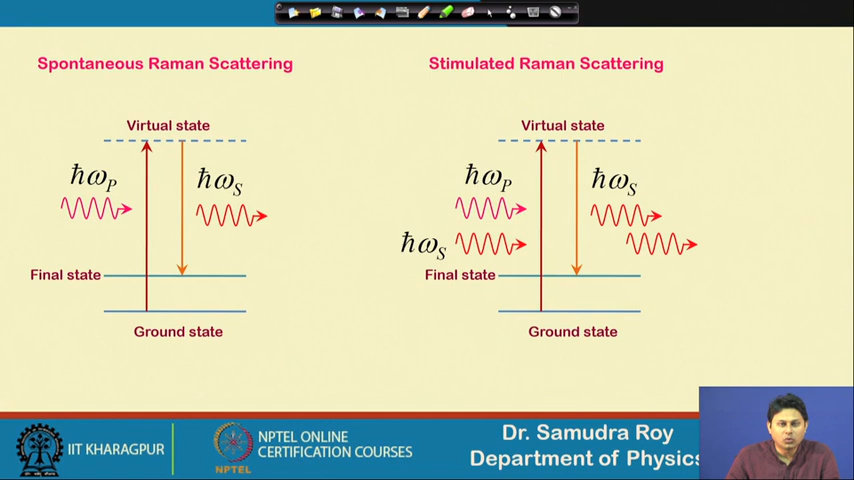 Spontaneous Raman Scattering
Virtual state
ħω_P
ħω_S
Final state
Ground state
Stimulated Raman Scattering
Virtual state
ħω_P
ħω_S
ħω_S
Final state
Ground state
IIT KHARAGPUR
NPTEL
NPTEL ONLINE
CERTIFICATION COURSES
Dr. Samudra Roy
Department of Physics